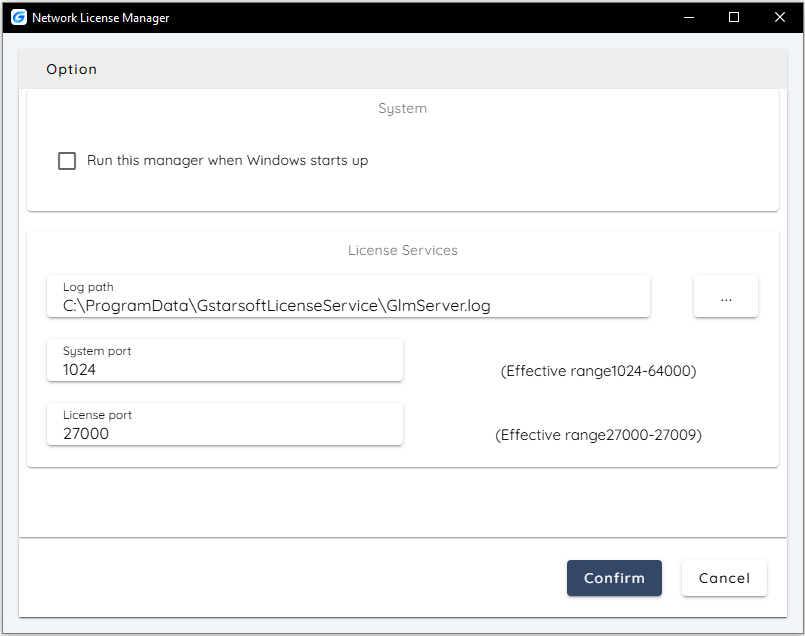 Network License Manager
Option
System
Run this manager when Windows starts up
License Services
Log path
C:\ProgramData\GstarsoftLicenseService\GlmServer.log
...
System port
1024
(Effective range1024-64000)
License port
27000
(Effective range27000-27009)
Confirm
Cancel